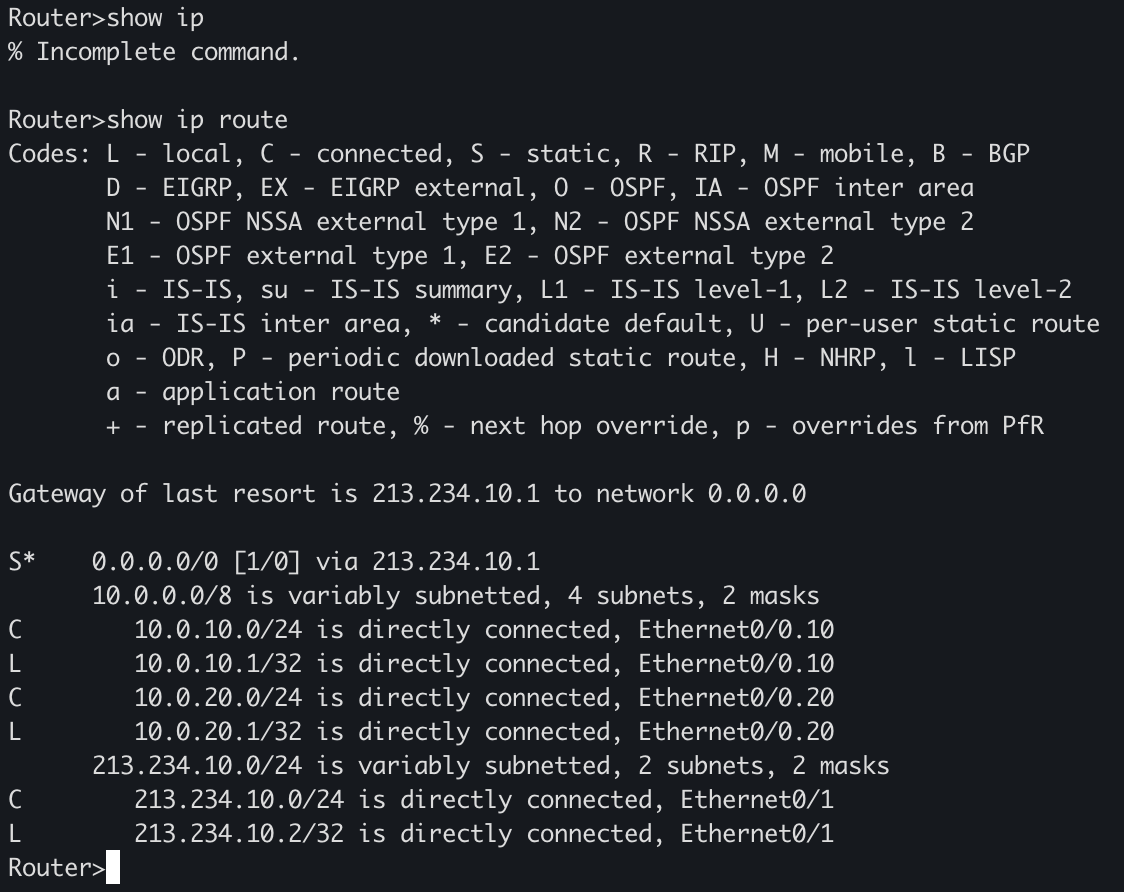 Router>show ip
% Incomplete command.

Router>show ip route
Codes: L - local, C - connected, S - static, R - RIP, M - mobile, B - BGP
       D - EIGRP, EX - EIGRP external, O - OSPF, IA - OSPF inter area
       N1 - OSPF NSSA external type 1, N2 - OSPF NSSA external type 2
       E1 - OSPF external type 1, E2 - OSPF external type 2
       i - IS-IS, su - IS-IS summary, L1 - IS-IS level-1, L2 - IS-IS level-2
       ia - IS-IS inter area, * - candidate default, U - per-user static route
       o - ODR, P - periodic downloaded static route, H - NHRP, l - LISP
       a - application route
       + - replicated route, % - next hop override, p - overrides from PfR

Gateway of last resort is 213.234.10.1 to network 0.0.0.0

S*    0.0.0.0/0 [1/0] via 213.234.10.1
      10.0.0.0/8 is variably subnetted, 4 subnets, 2 masks
C        10.0.10.0/24 is directly connected, Ethernet0/0.10
L        10.0.10.1/32 is directly connected, Ethernet0/0.10
C        10.0.20.0/24 is directly connected, Ethernet0/0.20
L        10.0.20.1/32 is directly connected, Ethernet0/0.20
      213.234.10.0/24 is variably subnetted, 2 subnets, 2 masks
C        213.234.10.0/24 is directly connected, Ethernet0/1
L        213.234.10.2/32 is directly connected, Ethernet0/1
Router>